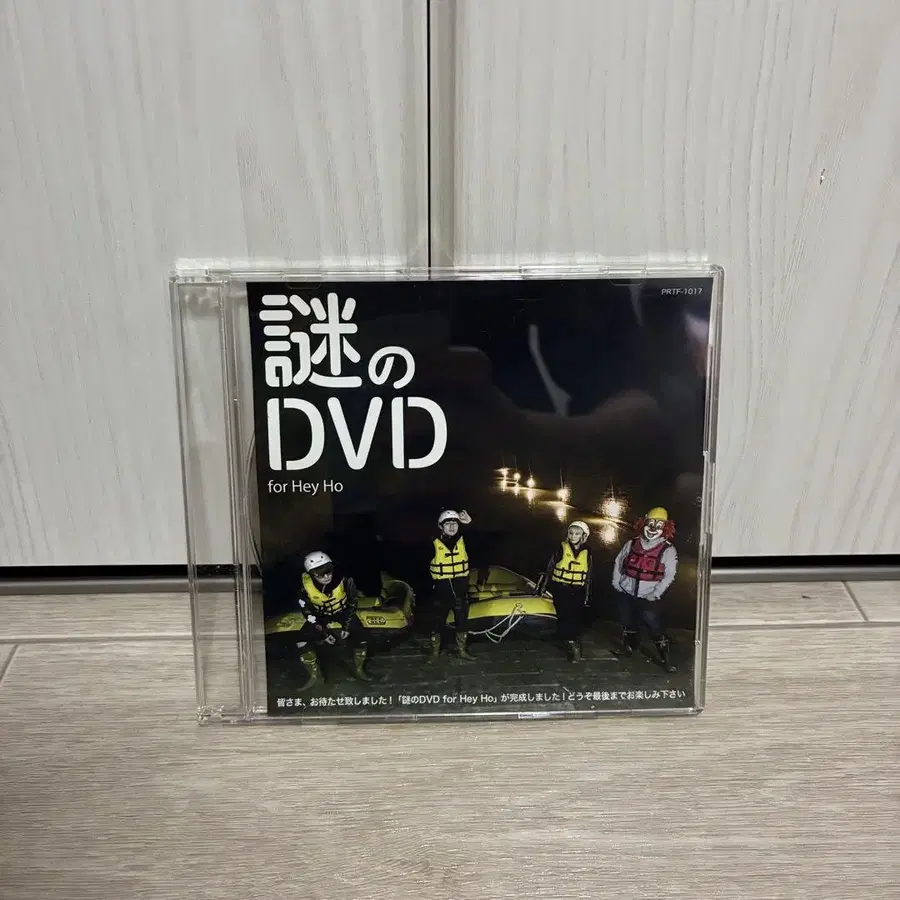 PRTF-1017
謎の
DVD
for Hey Ho
皆さま、お待たせ致しました!「謎のDVD for Hey Ho」が完成しました!どうぞ最後までお楽しみ下さい